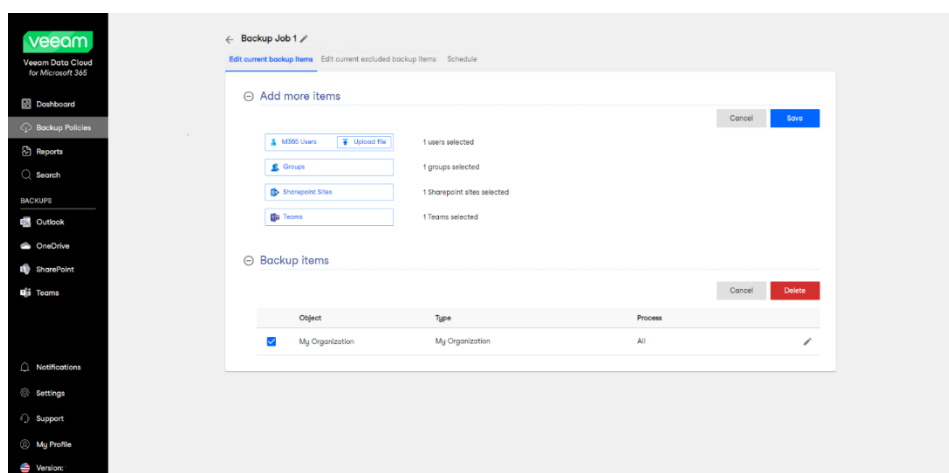 veeam
Veeam Data Cloud
for Microsoft 365
Dashboard
Backup Policies
Reports
Search
BACKUPS
Outlook
OneDrive
SharePoint
Teams
Notifications
Settings
Support
My Profile
Version:
Backup Job 1
Edit current backup items Edit current excluded backup items Schedule
Add more items
Cancel Save
M365 Users Upload file 1 users selected
Groups 1 groups selected
Sharepoint Sites 1 Sharepoint sites selected
Teams 1 Teams selected
Backup items
Cancel Delete
Object Type Process
My Organization My Organization All